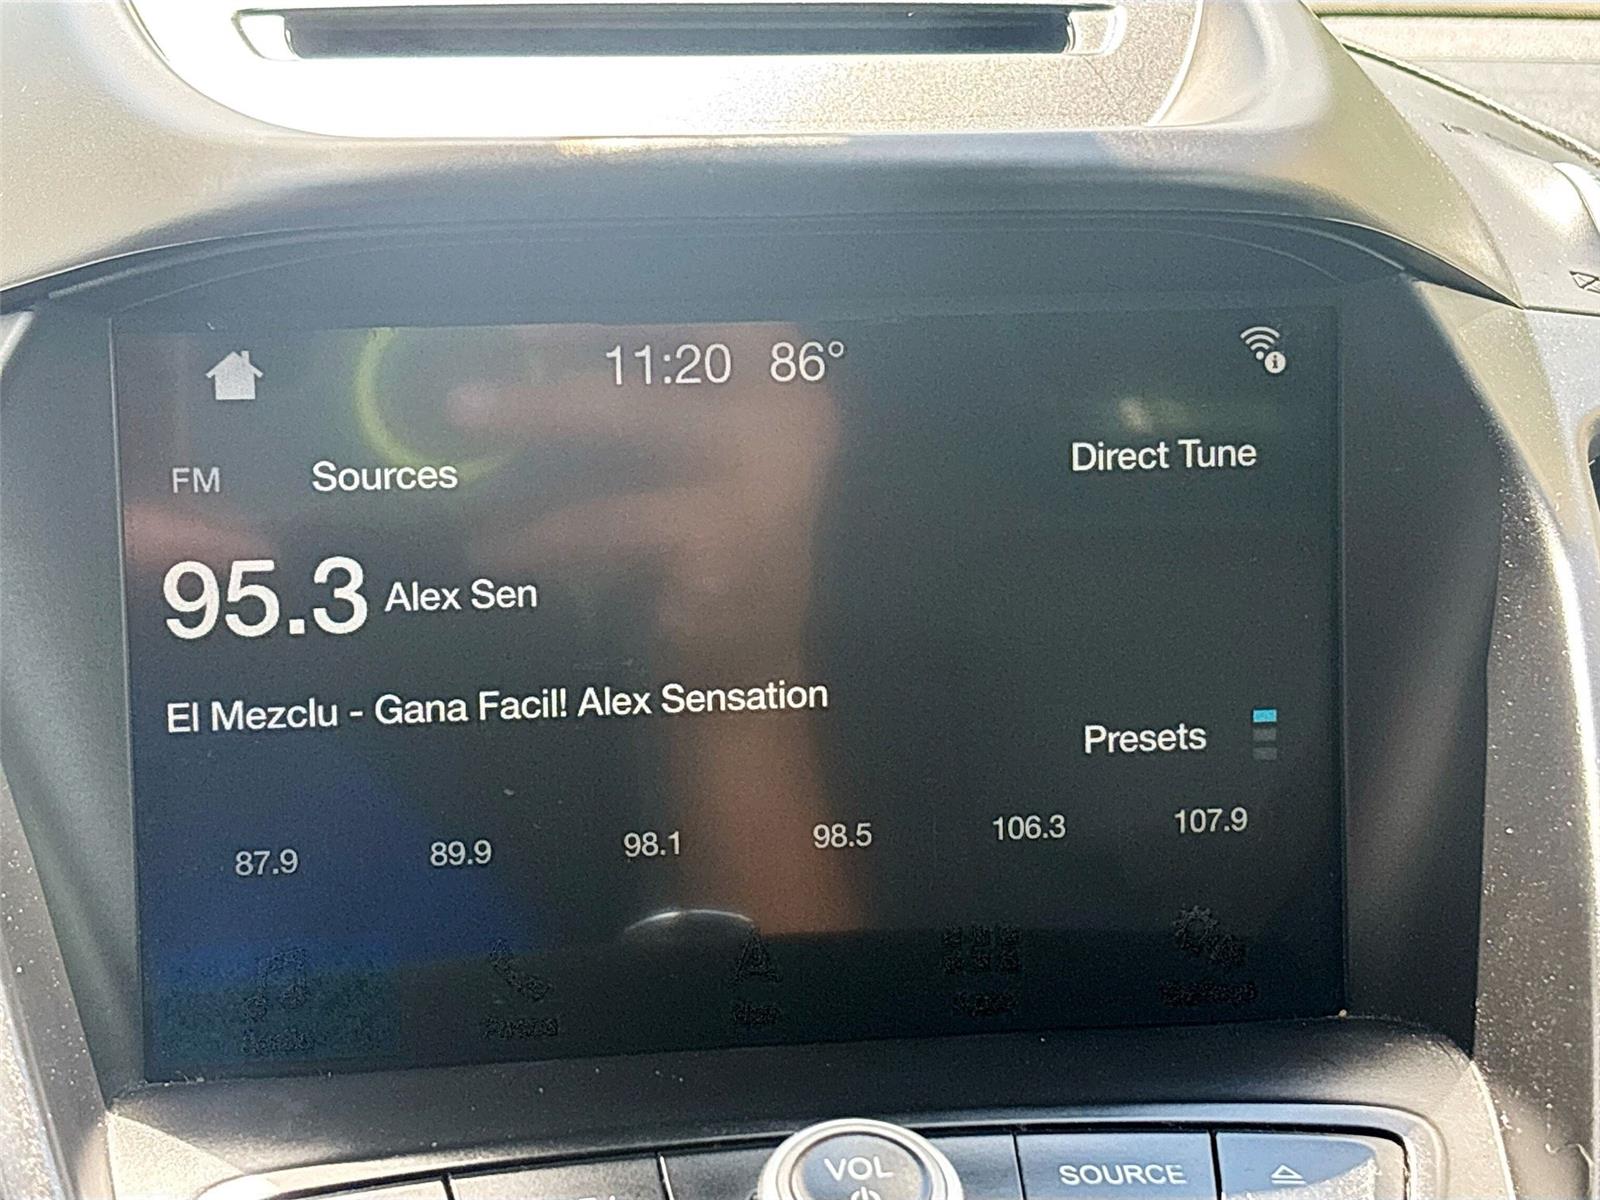 11:20 86°
Direct Tune
FM Sources
95.3 Alex Sen
El Mezclu - Gana Facil! Alex Sensation
Presets
87.9 89.9 98.1 98.5 106.3 107.9
VOL
SOURCE